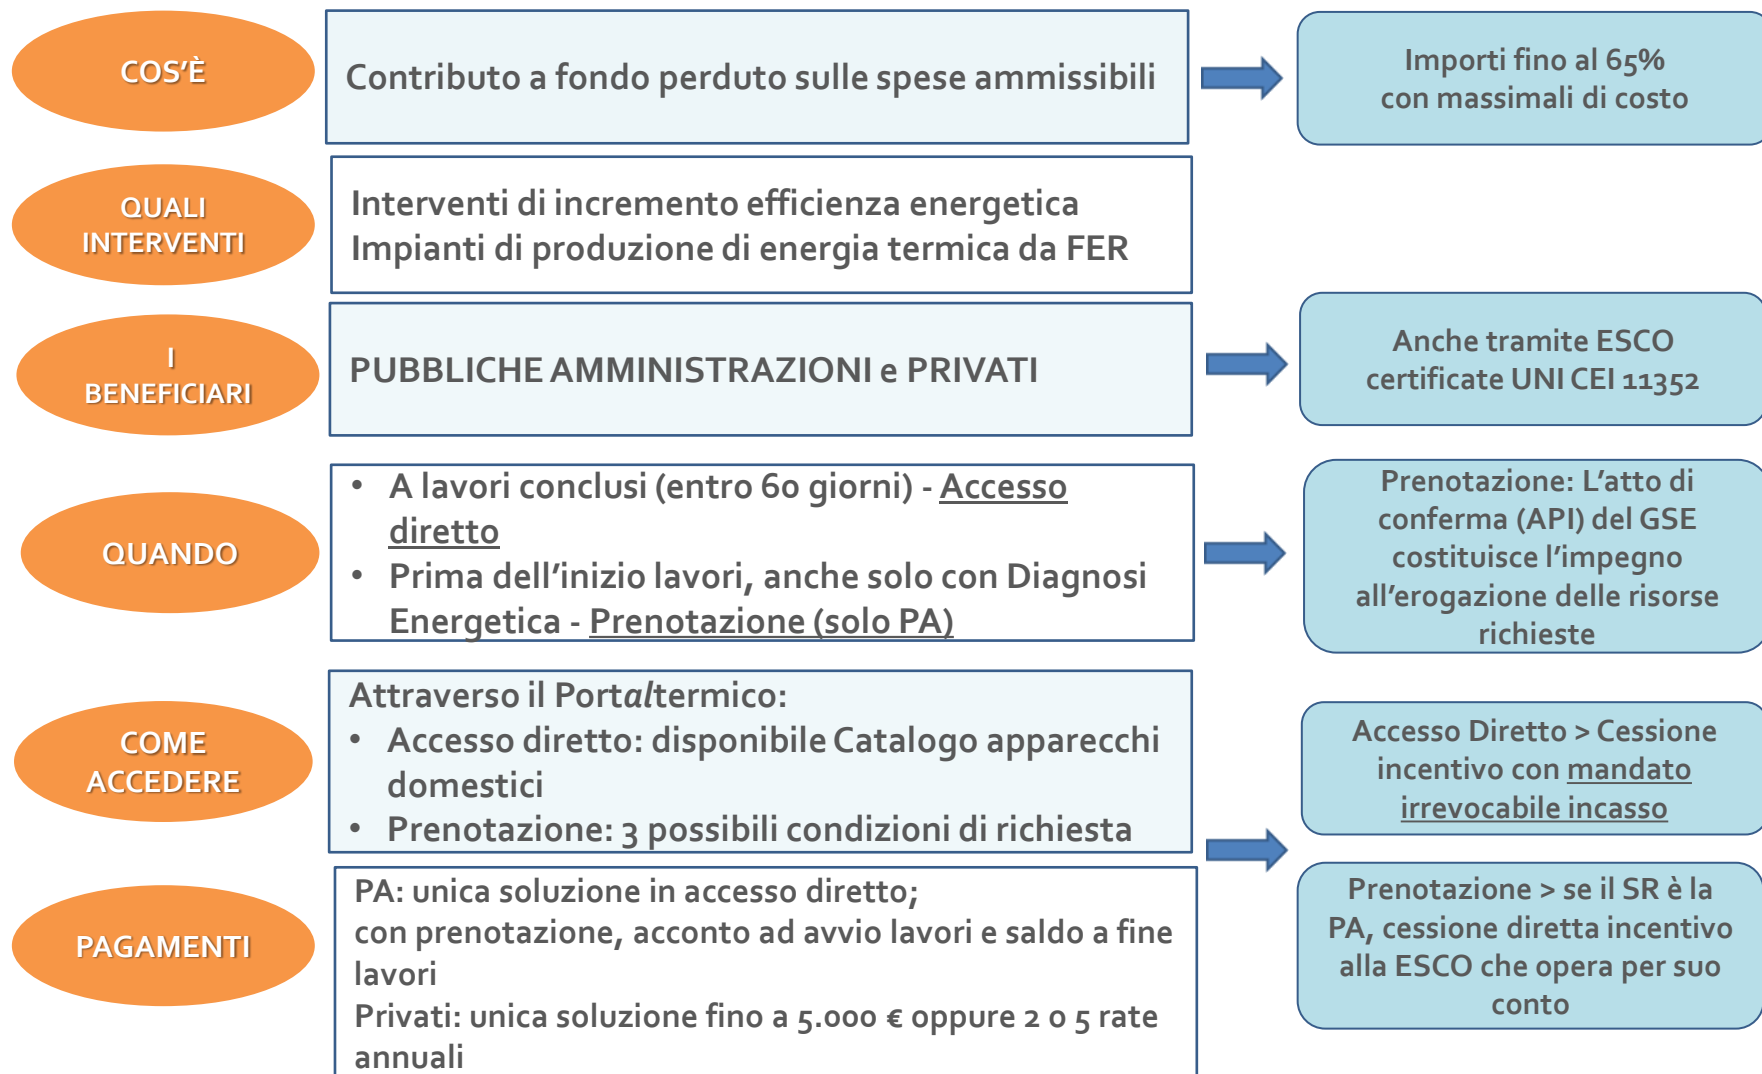 COS'È
Contributo a fondo perduto sulle spese ammissibili
Importi fino al 65%
con massimali di costo
QUALI
INTERVENTI
Interventi di incremento efficienza energetica
Impianti di produzione di energia termica da FER
I
BENEFICIARI
PUBBLICHE AMMINISTRAZIONI e PRIVATI
Anche tramite ESCO
certificate UNI CEI 11352
QUANDO
• A lavori conclusi (entro 60 giorni) - Accesso
diretto
• Prima dell'inizio lavori, anche solo con Diagnosi
Energetica - Prenotazione (solo PA)
Prenotazione: L'atto di
conferma (API) del GSE
costituisce l'impegno
all'erogazione delle risorse
richieste
COME
ACCEDERE
Attraverso il Portaltermico:
• Accesso diretto: disponibile Catalogo apparecchi
domestici
• Prenotazione: 3 possibili condizioni di richiesta
Accesso Diretto > Cessione
incentivo con mandato
irrevocabile incasso
PAGAMENTI
PA: unica soluzione in accesso diretto;
con prenotazione, acconto ad avvio lavori e saldo a fine
lavori
Privati: unica soluzione fino a 5.000 € oppure 2 o 5 rate
annuali
Prenotazione > se il SR è la
PA, cessione diretta incentivo
alla ESCO che opera per suo
conto